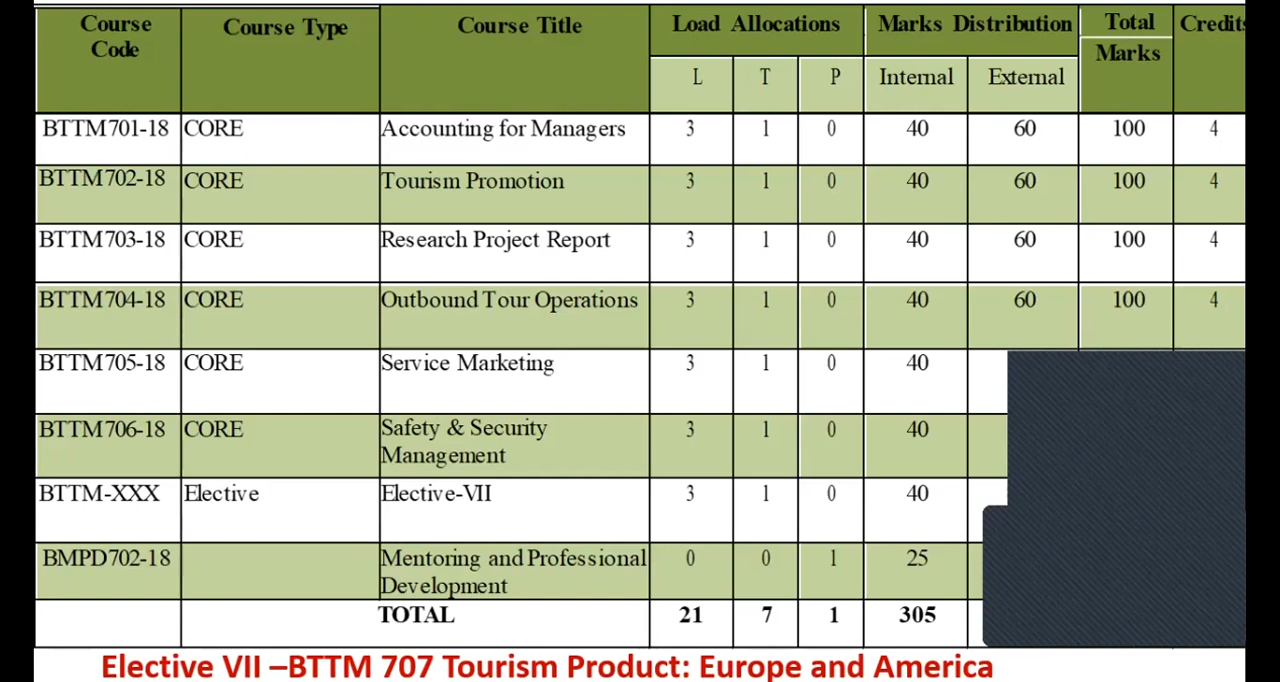 Course Code Course Type Course Title Load Allocations Marks Distribution Total Marks Credits
L T P Internal External
BTTM701-18 CORE Accounting for Managers 3 1 0 40 60 100 4
BTTM702-18 CORE Tourism Promotion 3 1 0 40 60 100 4
BTTM703-18 CORE Research Project Report 3 1 0 40 60 100 4
BTTM704-18 CORE Outbound Tour Operations 3 1 0 40 60 100 4
BTTM705-18 CORE Service Marketing 3 1 0 40
BTTM706-18 CORE Safety & Security Management 3 1 0 40
BTTM-XXX Elective Elective-VII 3 1 0 40
BMPD702-18 Mentoring and Professional Development 0 0 1 25
TOTAL 21 7 1 305
Elective VII –BTTM 707 Tourism Product: Europe and America